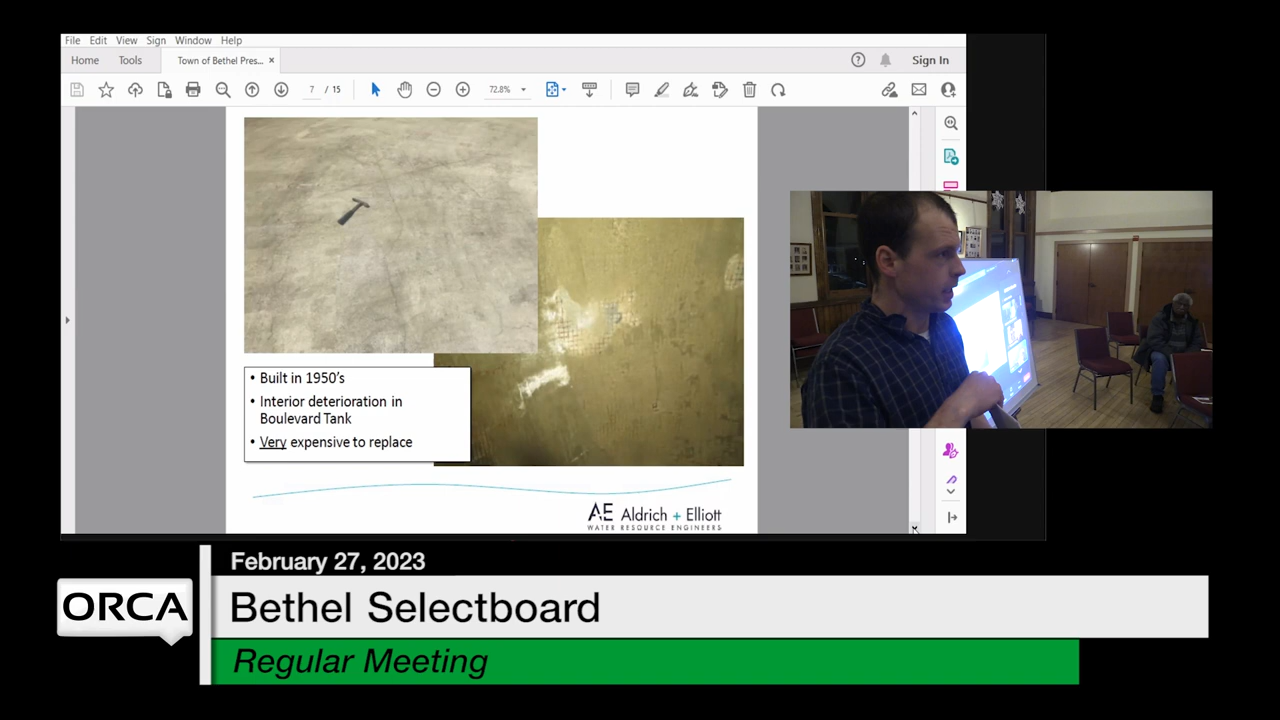 File Edit View Sign Window Help
Home Tools Town of Bethel Pres... × Sign In
7 / 15 72.8%
• Built in 1950's
• Interior deterioration in
Boulevard Tank
• Very expensive to replace
AE Aldrich + Elliott
WATER RESOURCE ENGINEERS
February 27, 2023
ORCA
Bethel Selectboard
Regular Meeting